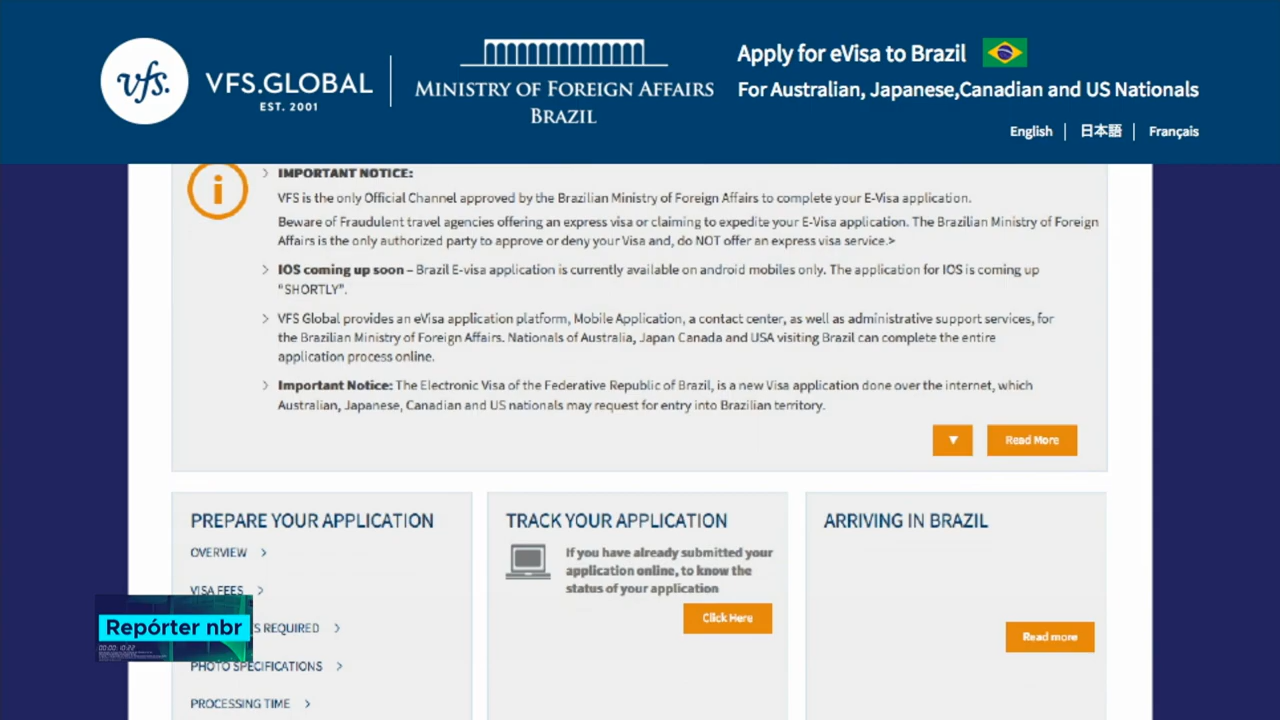 vfs.
VFS.GLOBAL
EST. 2001
MINISTRY OF FOREIGN AFFAIRS
BRAZIL
Apply for eVisa to Brazil
For Australian, Japanese,Canadian and US Nationals
English
日本語
Français
IMPORTANT NOTICE:
VFS is the only Official Channel approved by the Brazilian Ministry of Foreign Affairs to complete your E-Visa application.
Beware of Fraudulent travel agencies offering an express visa or claiming to expedite your E-Visa application. The Brazilian Ministry of Foreign
Affairs is the only authorized party to approve or deny your Visa and, do NOT offer an express visa service.>
IOS coming up soon – Brazil E-visa application is currently available on android mobiles only. The application for IOS is coming up
“SHORTLY”.
VFS Global provides an eVisa application platform, Mobile Application, a contact center, as well as administrative support services, for
the Brazilian Ministry of Foreign Affairs. Nationals of Australia, Japan Canada and USA visiting Brazil can complete the entire
application process online.
Important Notice: The Electronic Visa of the Federative Republic of Brazil, is a new Visa application done over the internet, which
Australian, Japanese, Canadian and US nationals may request for entry into Brazilian territory.
Read More
PREPARE YOUR APPLICATION
OVERVIEW
VISA FEES
S REQUIRED
PHOTO SPECIFICATIONS
PROCESSING TIME
TRACK YOUR APPLICATION
If you have already submitted your
application online, to know the
status of your application
Click Here
ARRIVING IN BRAZIL
Read more
Repórter nbr